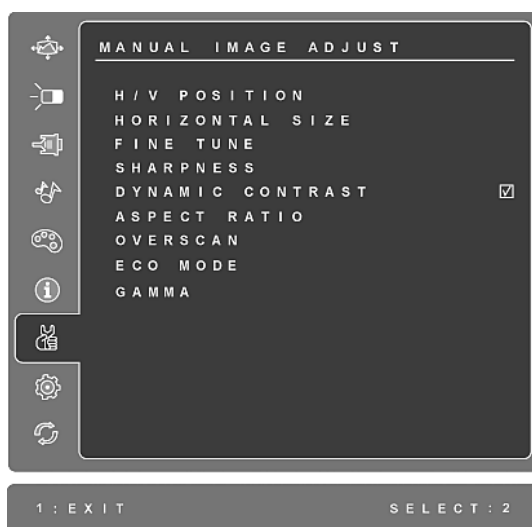 MANUAL IMAGE ADJUST
H/V POSITION
HORIZONTAL SIZE
FINE TUNE
SHARPNESS
DYNAMIC CONTRAST
ASPECT RATIO
OVERSCAN
ECO MODE
GAMMA
1:EXIT SELECT:2